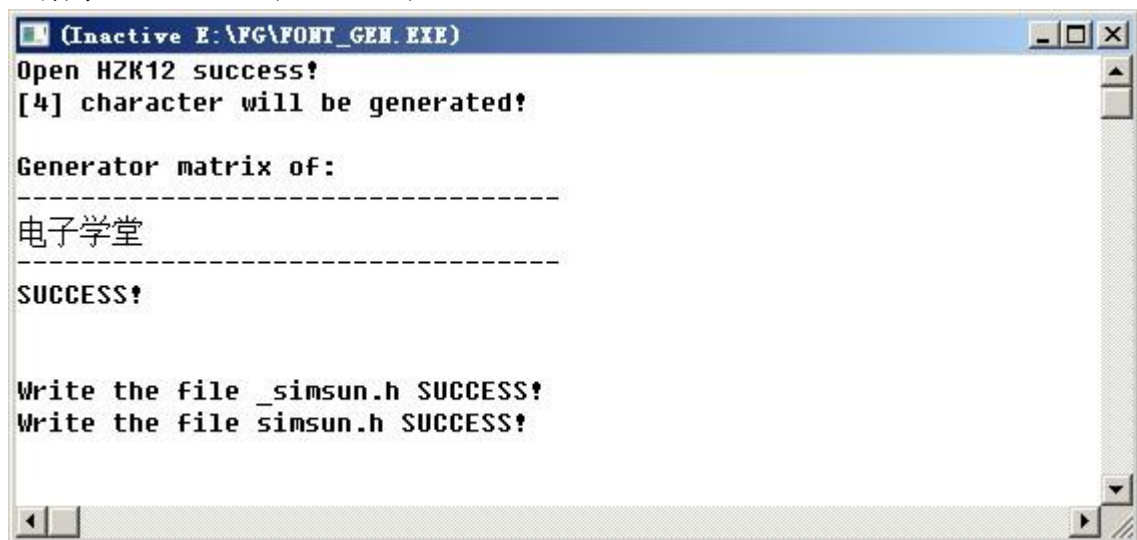 (Inactive E:\FG\FONT_GEN.EXE)
Open HZK12 success!
[4] character will be generated!
Generator matrix of:
----------------------------------
电子学堂
----------------------------------
SUCCESS!
Write the file _simsun.h SUCCESS!
Write the file simsun.h SUCCESS!